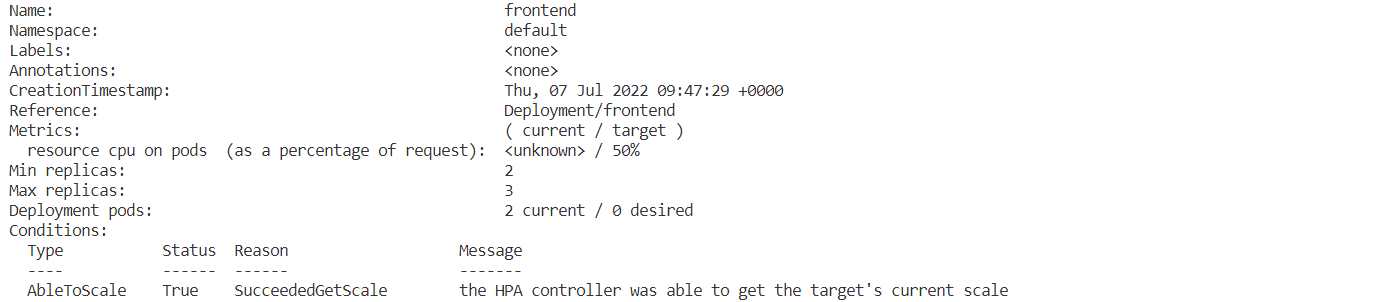 Name: frontend
Namespace: default
Labels: <none>
Annotations: <none>
CreationTimestamp: Thu, 07 Jul 2022 09:47:29 +0000
Reference: Deployment/frontend
Metrics: ( current / target )
  resource cpu on pods  (as a percentage of request):  <unknown> / 50%
Min replicas: 2
Max replicas: 3
Deployment pods: 2 current / 0 desired
Conditions:
  Type           Status  Reason             Message
  ----           ------  ------             -------
  AbleToScale    True    SucceededGetScale  the HPA controller was able to get the target's current scale